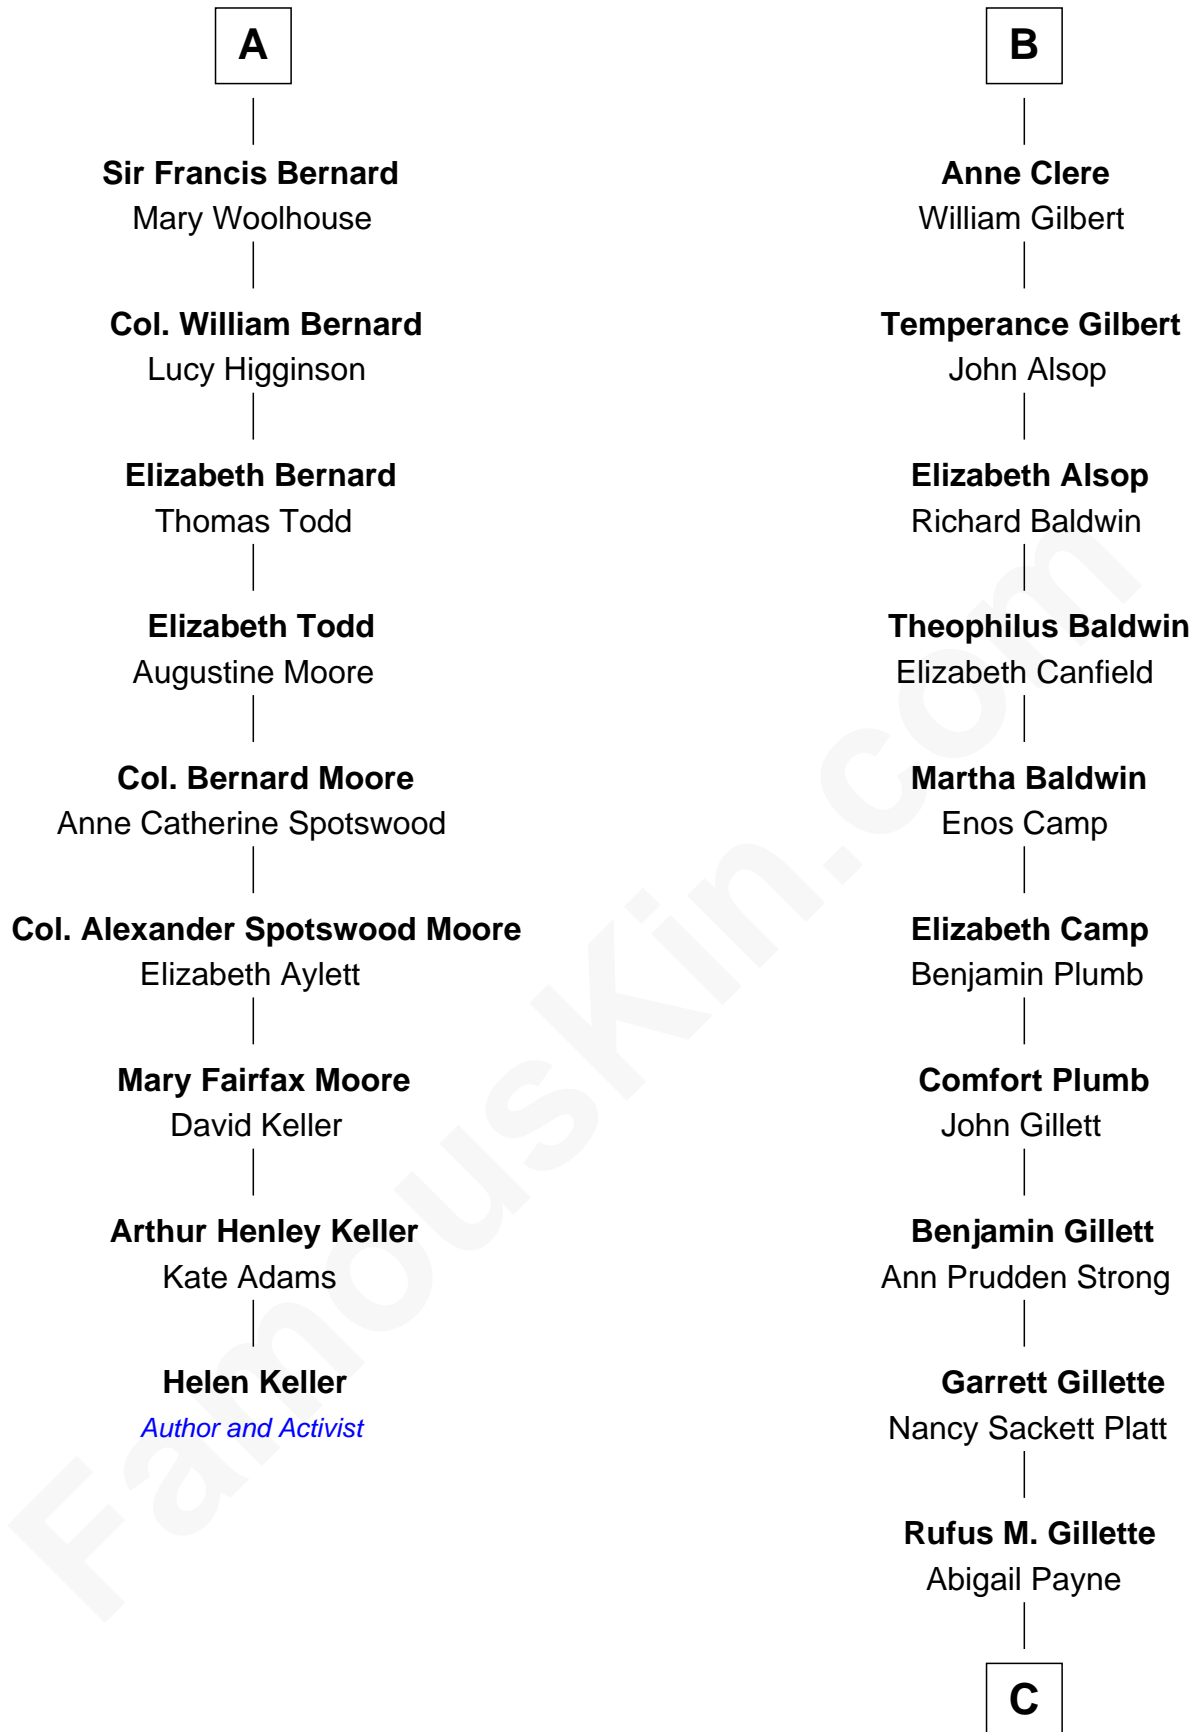 A
Sir Francis Bernard
Mary Woolhouse
Col. William Bernard
Lucy Higginson
Elizabeth Bernard
Thomas Todd
Elizabeth Todd
Augustine Moore
Col. Bernard Moore
Anne Catherine Spotswood
Col. Alexander Spotswood Moore
Elizabeth Aylett
Mary Fairfax Moore
David Keller
Arthur Henley Keller
Kate Adams
Helen Keller
Author and Activist
B
Anne Clere
William Gilbert
Temperance Gilbert
John Alsop
Elizabeth Alsop
Richard Baldwin
Theophilus Baldwin
Elizabeth Canfield
Martha Baldwin
Enos Camp
Elizabeth Camp
Benjamin Plumb
Comfort Plumb
John Gillett
Benjamin Gillett
Ann Prudden Strong
Garrett Gillette
Nancy Sackett Platt
Rufus M. Gillette
Abigail Payne
C
FamousKin.com